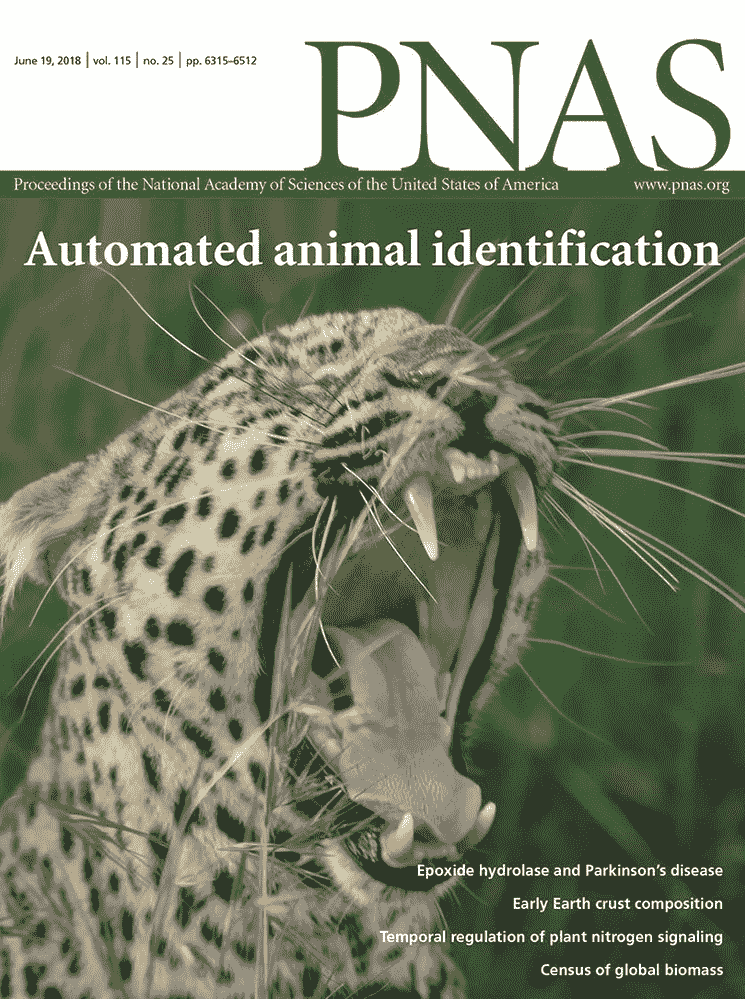 June 19, 2018 | vol. 115 | no. 25 | pp. 6315–6512
PNAS
Proceedings of the National Academy of Sciences of the United States of America www.pnas.org
Automated animal identification
Epoxide hydrolase and Parkinson's disease
Early Earth crust composition
Temporal regulation of plant nitrogen signaling
Census of global biomass